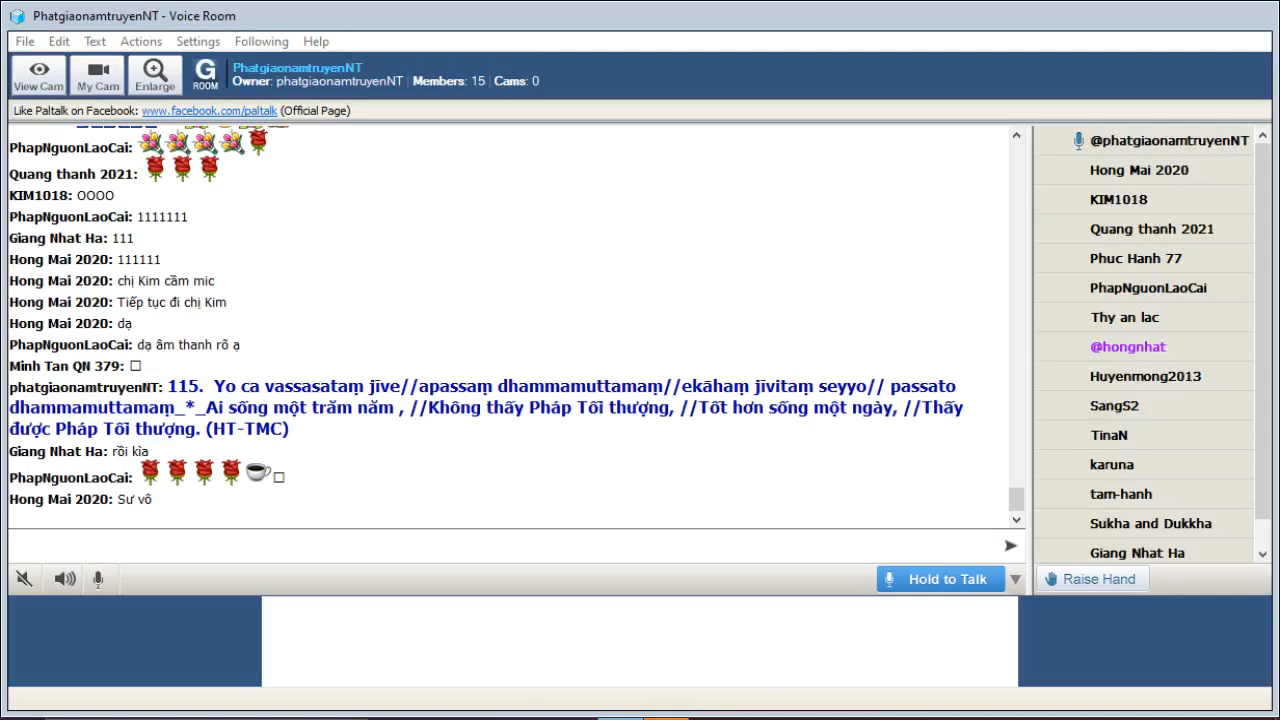 PhatgiaonamtruyenNT - Voice Room
File Edit Text Actions Settings Following Help
View Cam My Cam Enlarge G ROOM
PhatgiaonamtruyenNT
Owner: phatgiaonamtruyenNT | Members: 15 | Cams: 0
Like Paltalk on Facebook: www.facebook.com/paltalk (Official Page)
PhapNguonLaoCai:
Quang thanh 2021:
KIM1018: OOOO
PhapNguonLaoCai: 1111111
Giang Nhat Ha: 111
Hong Mai 2020: 111111
Hong Mai 2020: chị Kim cầm mic
Hong Mai 2020: Tiếp tục đi chị Kim
Hong Mai 2020: dạ
PhapNguonLaoCai: dạ âm thanh rõ ạ
Minh Tan QN 379: □
phatgiaonamtruyenNT: 115. Yo ca vassasataṃ jīve//apassaṃ dhammamuttamaṃ//ekāhaṃ jīvitaṃ seyyo// passato
dhammamuttamaṃ_*_Ai sống một trăm năm , //Không thấy Pháp Tối thượng, //Tốt hơn sống một ngày, //Thấy
được Pháp Tối thượng. (HT-TMC)
Giang Nhat Ha: rồi kìa
PhapNguonLaoCai: □
Hong Mai 2020: Sư vô
Hold to Talk
@phatgiaonamtruyenNT
Hong Mai 2020
KIM1018
Quang thanh 2021
Phuc Hanh 77
PhapNguonLaoCai
Thy an lac
@hongnhat
Huyenmong2013
SangS2
TinaN
karuna
tam-hanh
Sukha and Dukkha
Giang Nhat Ha
Raise Hand